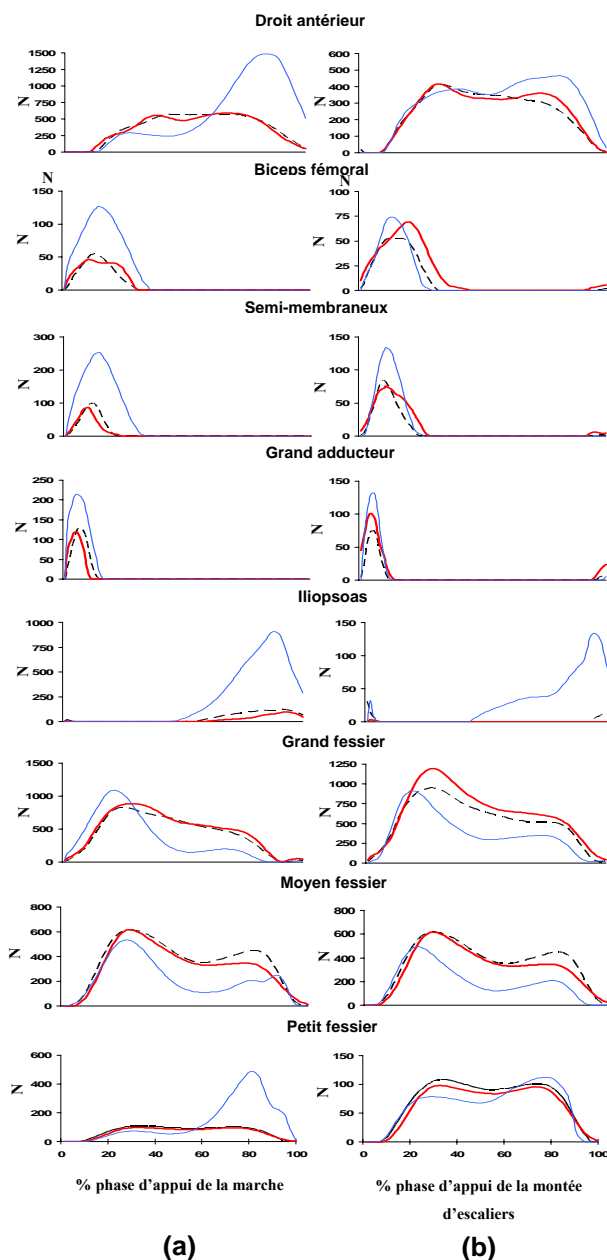 Droit antérieur
N
1500
1250
1000
750
500
250
0
N
600
500
400
300
200
100
0
Biceps fémoral
N
N
150
100
50
0
N
N
100
75
50
25
0
Semi-membraneux
N
300
200
100
0
N
150
100
50
0
Grand adducteur
N
250
200
150
100
50
0
N
150
100
50
0
Iliopsoas
N
1000
750
500
250
0
N
150
100
50
0
Grand fessier
N
1500
1000
500
0
N
1250
1000
750
500
250
0
Moyen fessier
N
800
600
400
200
0
N
800
600
400
200
0
Petit fessier
N
600
400
200
0
0 20 40 60 80 100
N
150
100
50
0
0 20 40 60 80 100
% phase d'appui de la marche
% phase d'appui de la montée
d'escaliers
(a) (b)